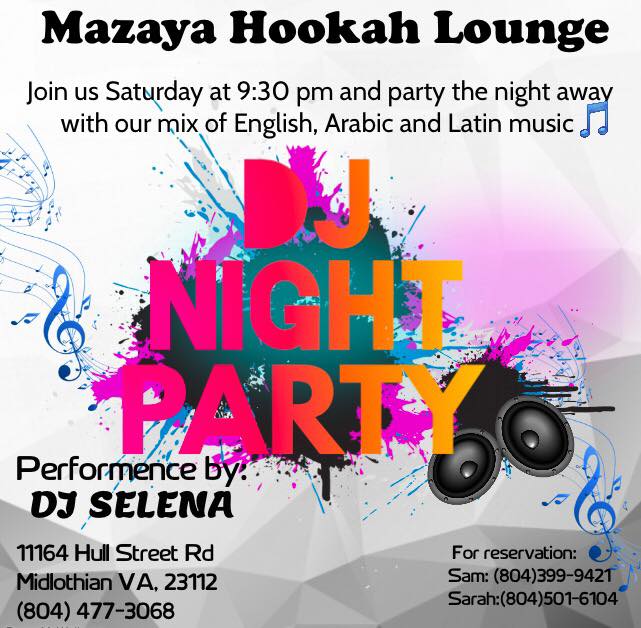 Mazaya Hookah Lounge
Join us Saturday at 9:30 pm and party the night away
with our mix of English, Arabic and Latin music
DJ
NIGHT
PARTY
Performence by:
DJ SELENA
11164 Hull Street Rd
Midlothian VA, 23112
(804) 477-3068
For reservation:
Sam: (804)399-9421
Sarah:(804)501-6104